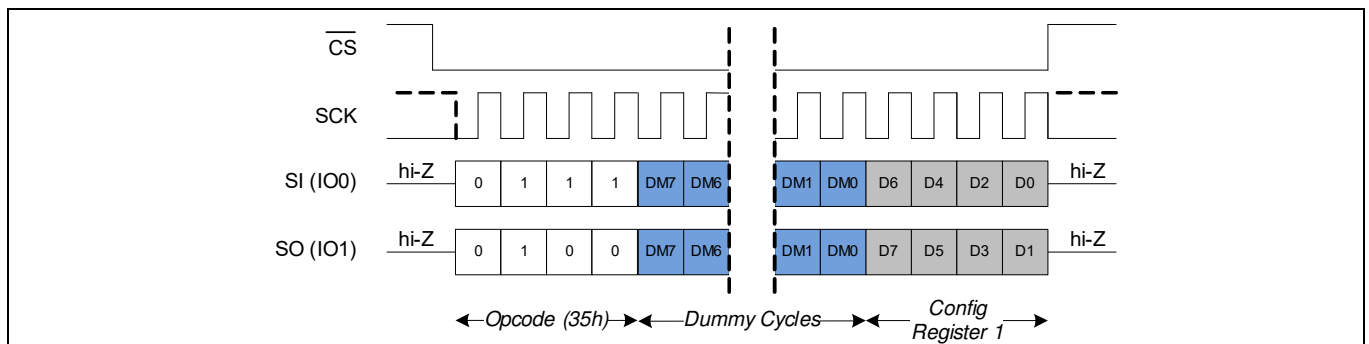 CS
SCK
hi-Z 0 1 1 1 DM7 DM6 DM1 DM0 D6 D4 D2 D0 hi-Z
SI (IO0)
hi-Z 0 1 0 0 DM7 DM6 DM1 DM0 D7 D5 D3 D1 hi-Z
SO (IO1)
Opcode (35h) Dummy Cycles Config
Register 1